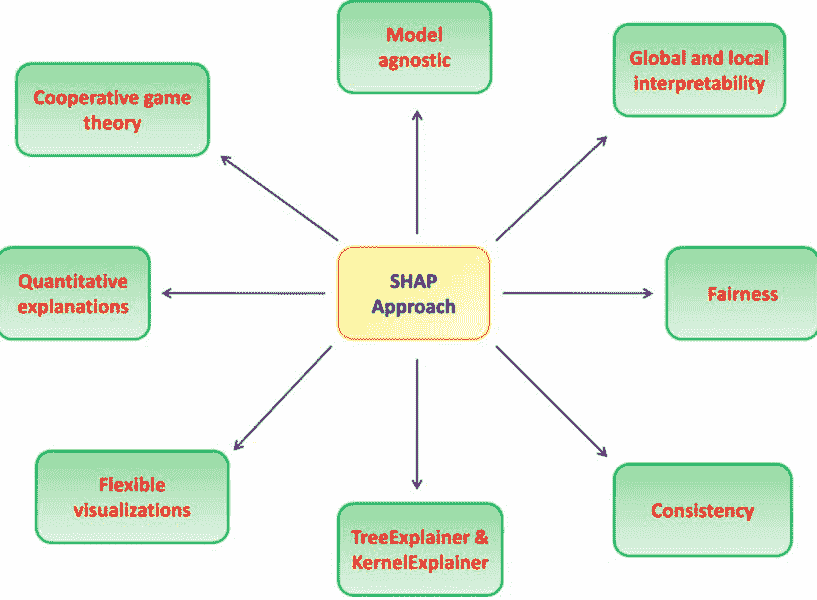 Model
agnostic
Global and local
interpretability
Cooperative game
theory
Quantitative
explanations
SHAP
Approach
Fairness
Flexible
visualizations
TreeExplainer &
KernelExplainer
Consistency